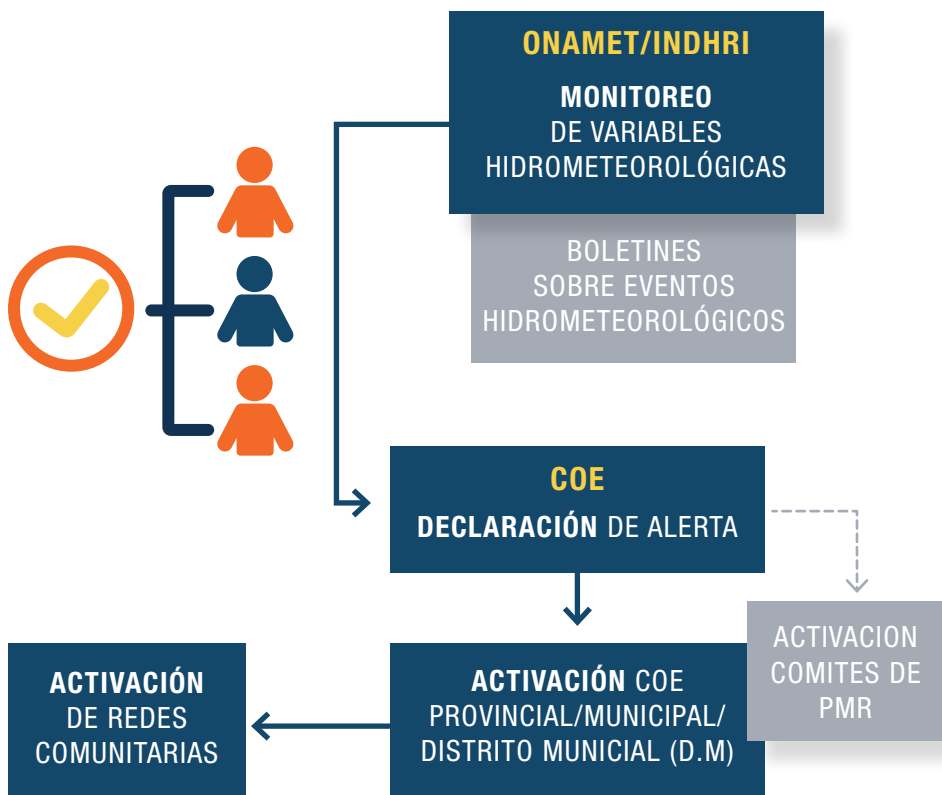 ONAMET/INDHRI
MONITOREO
DE VARIABLES
HIDROMETEOROLÓGICAS
BOLETINES
SOBRE EVENTOS
HIDROMETEOROLÓGICOS
COE
DECLARACIÓN DE ALERTA
ACTIVACION
COMITES DE
PMR
ACTIVACIÓN COE
PROVINCIAL/MUNICIPAL/
DISTRITO MUNICIAL (D.M)
ACTIVACIÓN
DE REDES
COMUNITARIAS